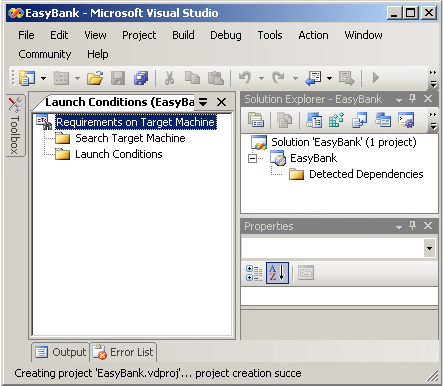 EasyBank - Microsoft Visual Studio
File Edit View Project Build Debug Tools Action Window
Community Help
Toolbox
Launch Conditions (EasyBa
Requirements on Target Machine
Search Target Machine
Launch Conditions
Solution Explorer - EasyBank
Solution 'EasyBank' (1 project)
EasyBank
Detected Dependencies
Properties
Output Error List
Creating project 'EasyBank.vdproj'... project creation succe